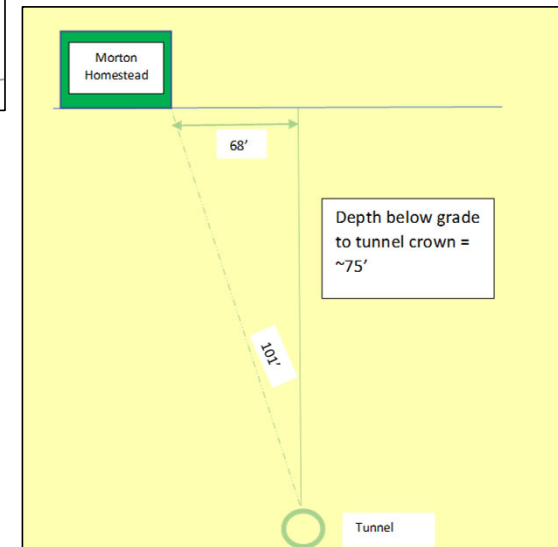 Morton
Homestead
68'
Depth below grade
to tunnel crown =
~75'
101'
Tunnel